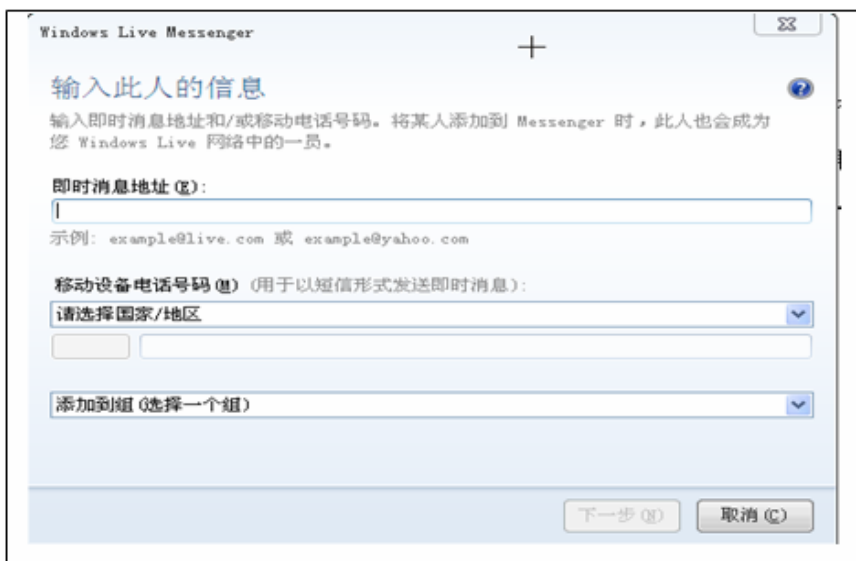 Windows Live Messenger
输入此人的信息
输入即时消息地址和/或移动电话号码。将某人添加到 Messenger 时，此人也会成为
您 Windows Live 网络中的一员。
即时消息地址(E):
示例: example@live.com 或 example@yahoo.com
移动设备电话号码(M) (用于以短信形式发送即时消息):
请选择国家/地区
添加到组(选择一个组)
下一步(N)
取消(C)